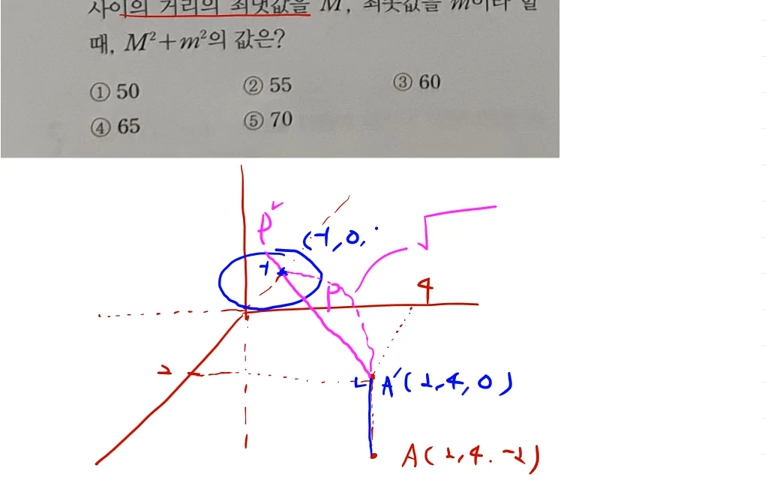 사이의 거리의 최댓값을 M, 최솟값을 m이라 할
때, M²+m²의 값은?
① 50 ② 55 ③ 60
④ 65 ⑤ 70
P'
(-1, 0,
-1
P
4
2
A'(2, 4, 0)
A(2, 4, -2)